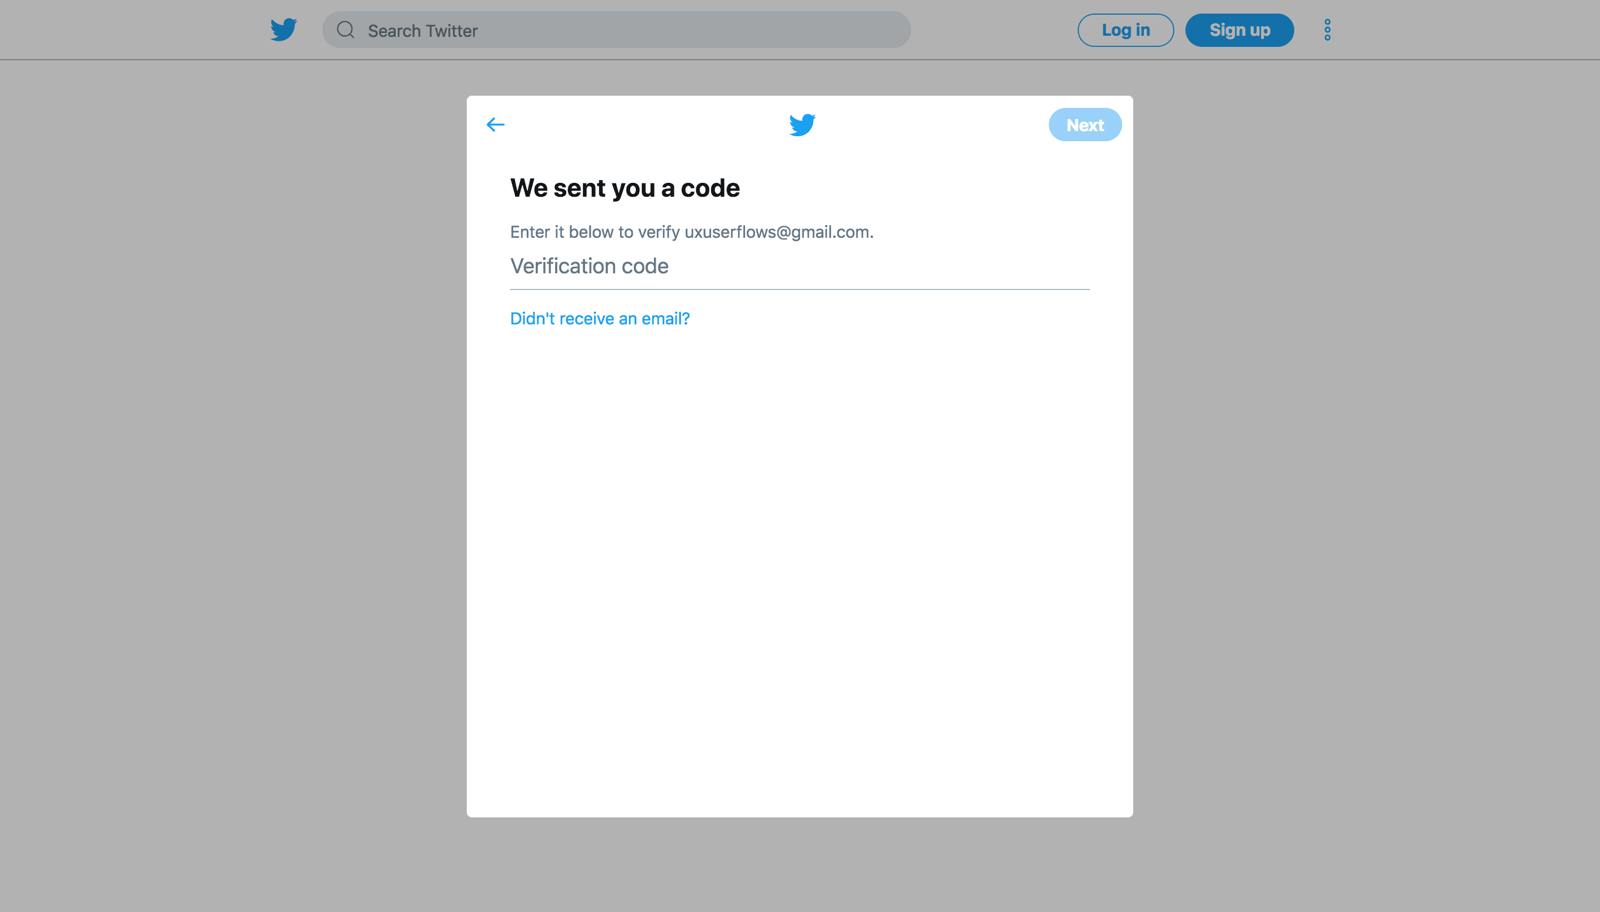 Search Twitter
Log in
Sign up
Next
We sent you a code
Enter it below to verify uxuserflows@gmail.com.
Verification code
Didn't receive an email?